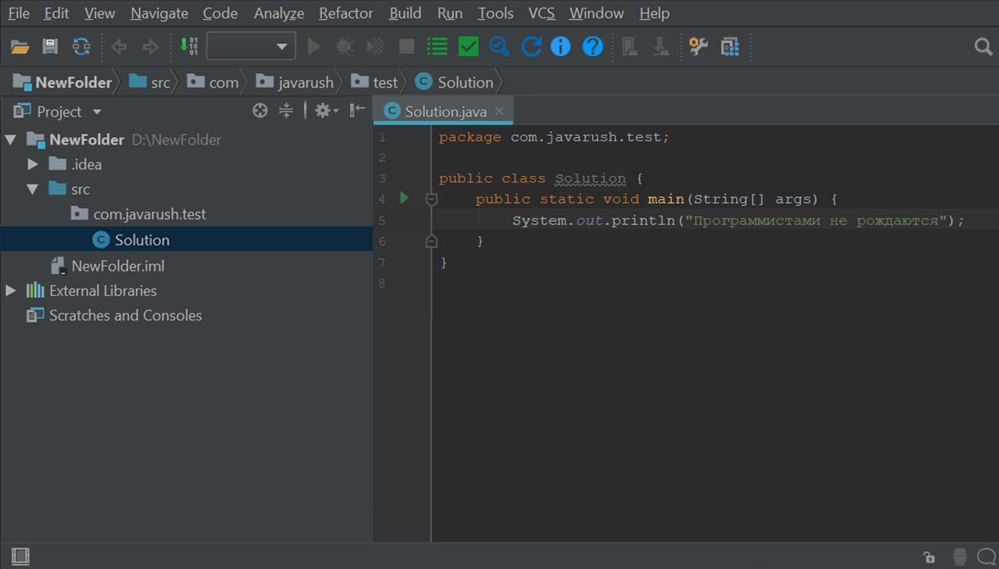 File Edit View Navigate Code Analyze Refactor Build Run Tools VCS Window Help
NewFolder src com javarush test Solution
Project
Solution.java
NewFolder D:\NewFolder
.idea
src
com.javarush.test
Solution
NewFolder.iml
External Libraries
Scratches and Consoles
1 package com.javarush.test;
2
3 public class Solution {
4 public static void main(String[] args) {
5 System.out.println("Программистами не рождаются");
6 }
7 }
8